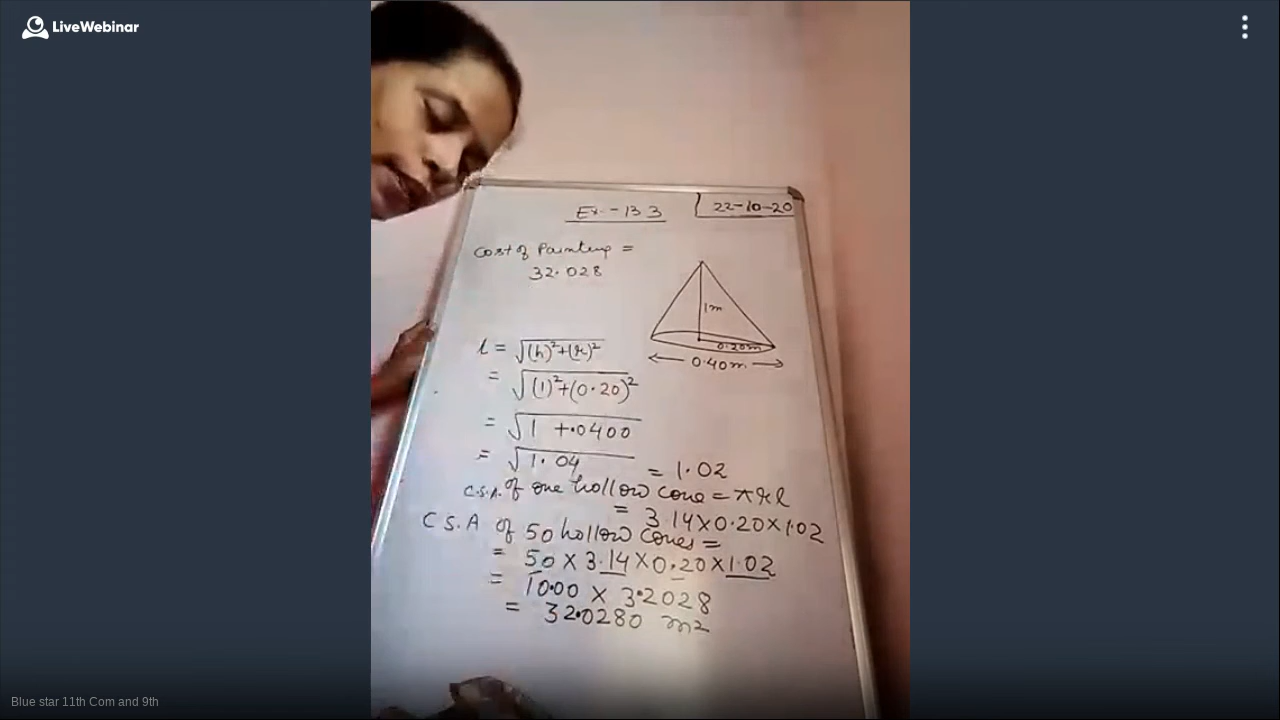 LiveWebinar
Ex. - 13 3
22-10-20
Cost of Painting =
32.028
1m
0.20m
0.40m
l = √(h)²+(r)²
= √(1)²+(0.20)²
= √1 +.0400
= √1.04 = 1.02
C.S.A. of one hollow cone = πrl
= 3.14×0.20×1.02
C S.A of 50 hollow cones =
= 50 × 3.14×0.20×1.02
= 10.00 × 3.2028
= 32.0280 m2
Blue star 11th Com and 9th